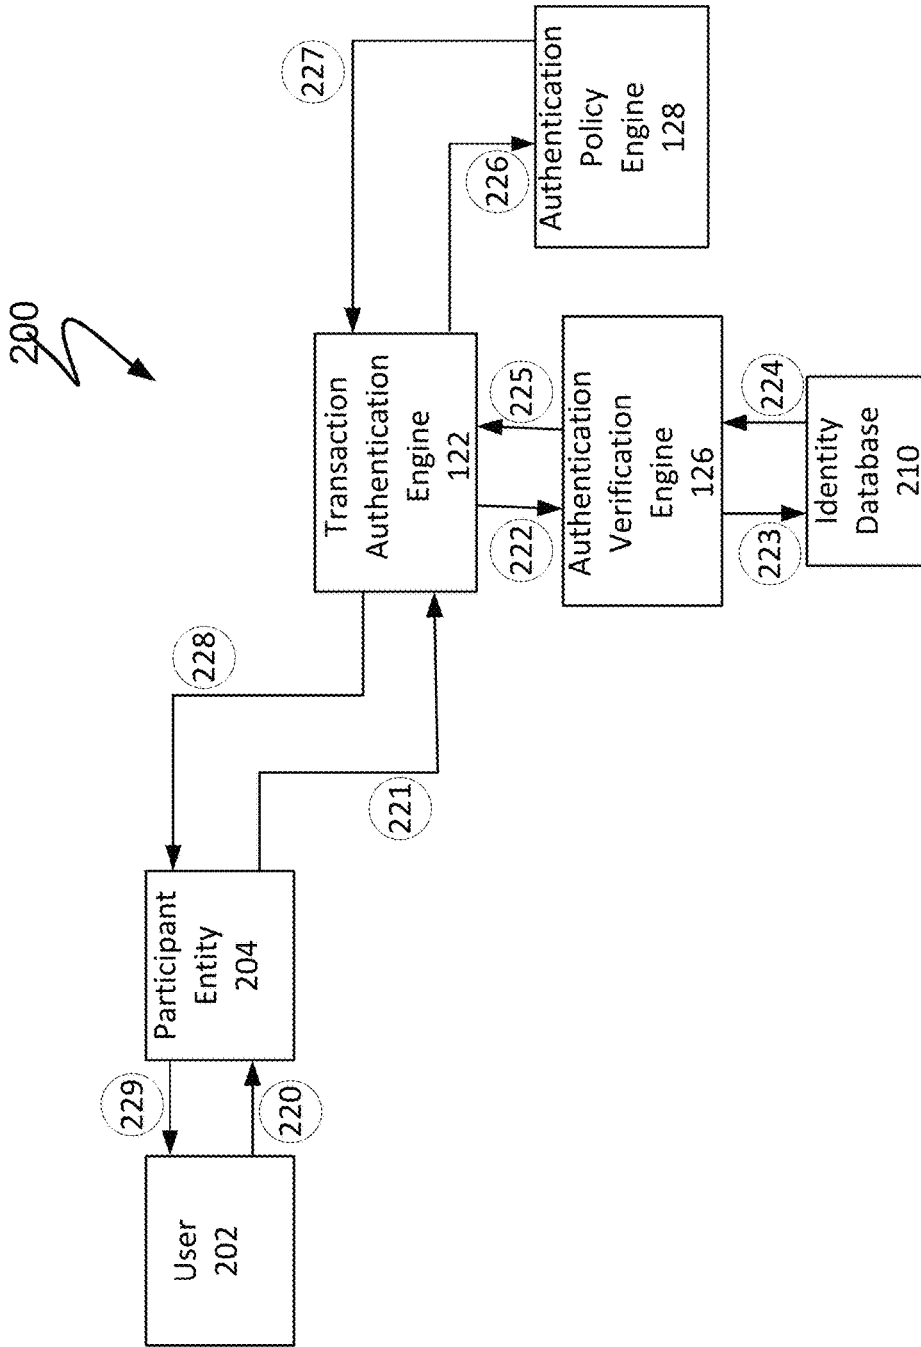 200
User
202
229
220
Participant
Entity
204
228
221
Transaction
Authentication
Engine
122
227
226
Authentication
Policy
Engine
128
222
225
Authentication
Verification
Engine
126
223
224
Identity
Database
210